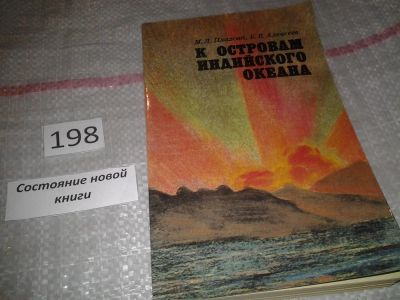 К ОСТРОВАМ
ИНДИЙСКОГО
ОКЕАНА
198
Состояние новой
книги